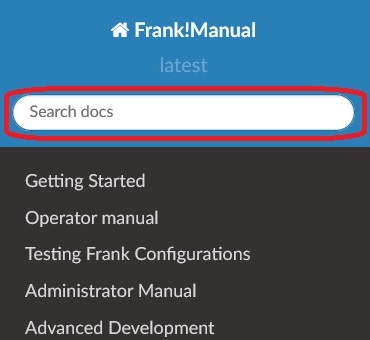 Frank!Manual
latest
Search docs
Getting Started
Operator manual
Testing Frank Configurations
Administrator Manual
Advanced Development